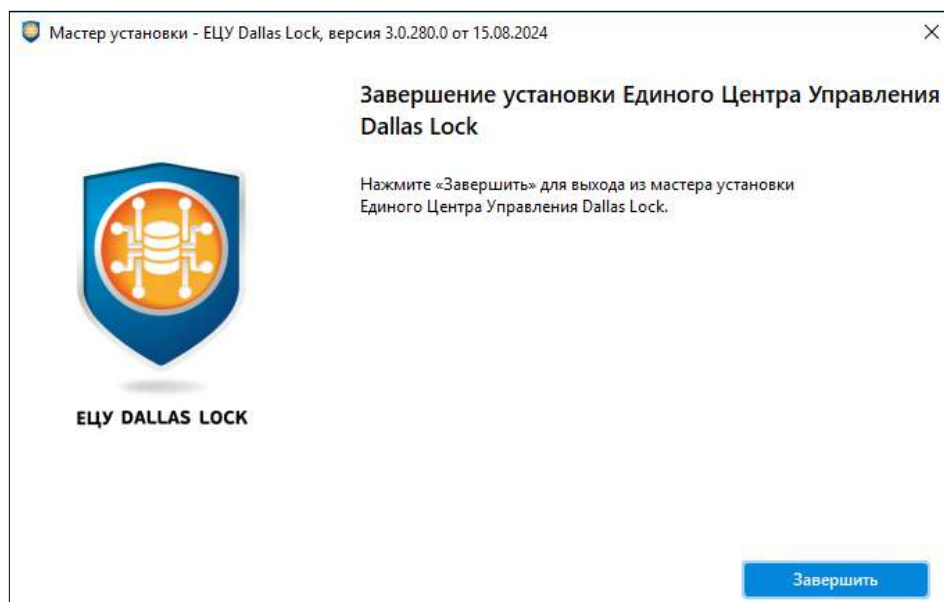 Мастер установки - ЕЦУ Dallas Lock, версия 3.0.280.0 от 15.08.2024
Завершение установки Единого Центра Управления
Dallas Lock
Нажмите «Завершить» для выхода из мастера установки
Единого Центра Управления Dallas Lock.
ЕЦУ DALLAS LOCK
Завершить